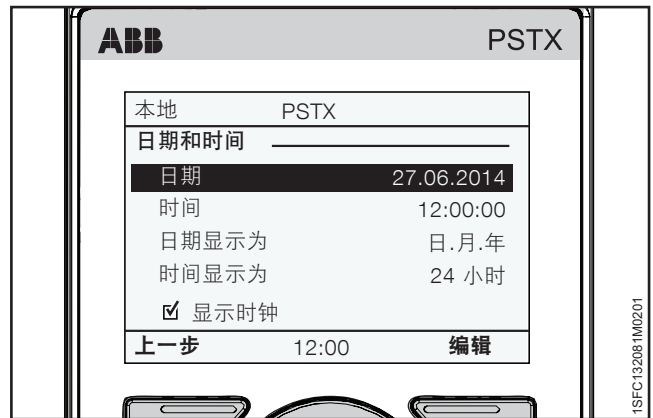 ABB PSTX
本地 PSTX
日期和时间
日期 27.06.2014
时间 12:00:00
日期显示为 日.月.年
时间显示为 24 小时
显示时钟
上一步 12:00 编辑
1SFC132081M0201